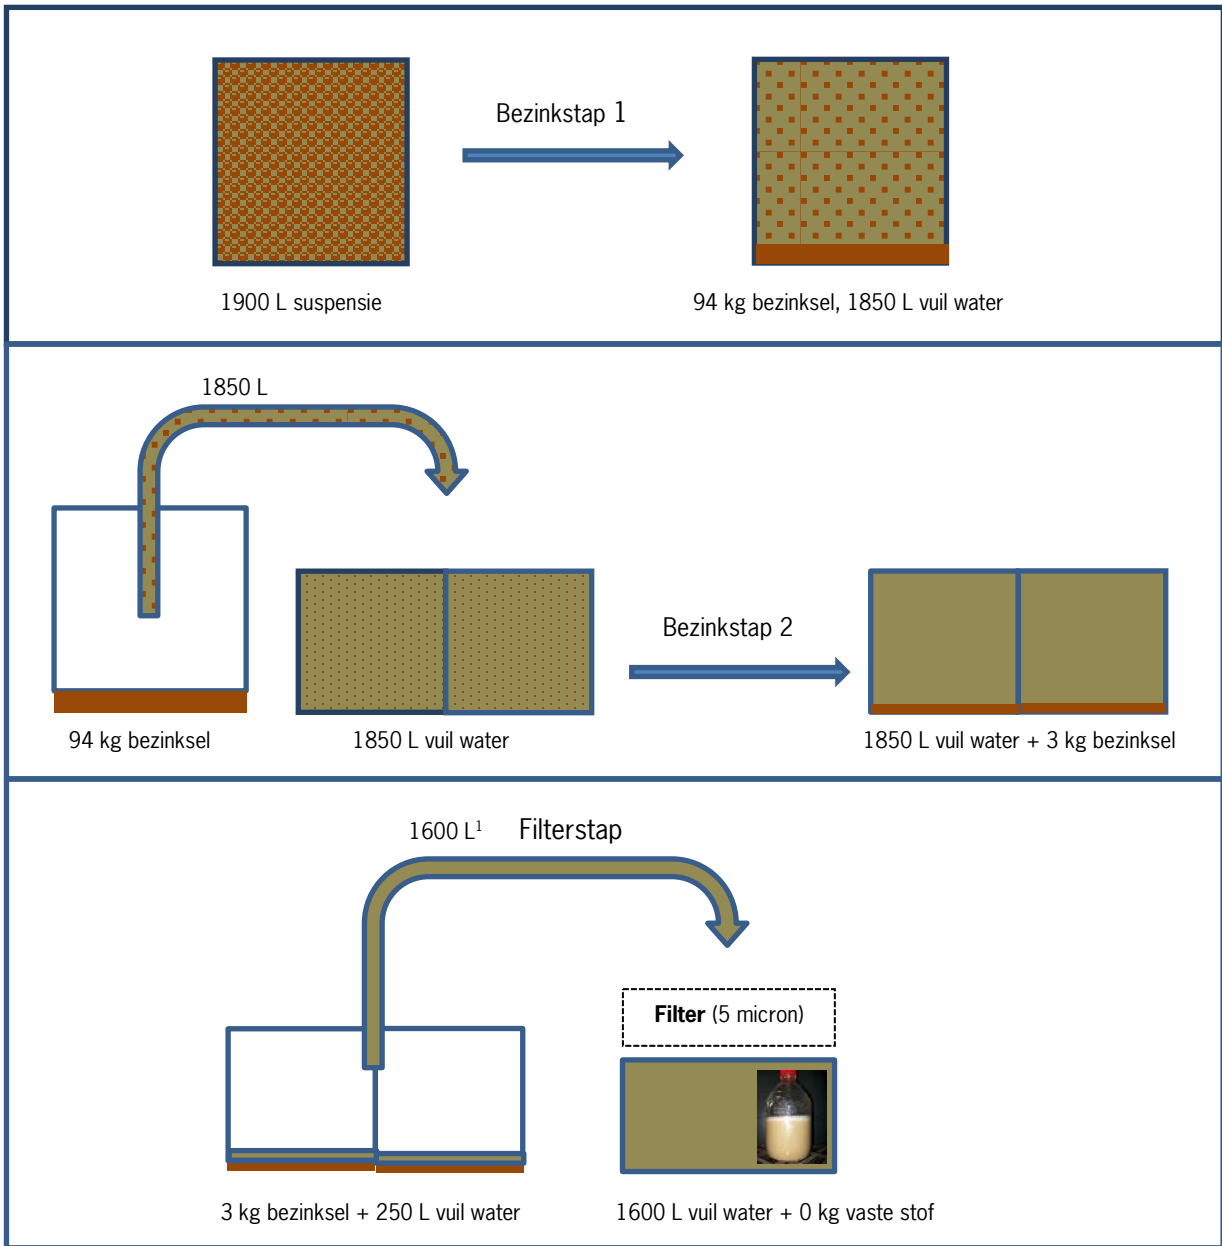 Bezinkstap 1
1900 L suspensie
94 kg bezinksel, 1850 L vuil water
1850 L
Bezinkstap 2
94 kg bezinksel
1850 L vuil water
1850 L vuil water + 3 kg bezinksel
1600 L¹ Filterstap
Filter (5 micron)
3 kg bezinksel + 250 L vuil water
1600 L vuil water + 0 kg vaste stof